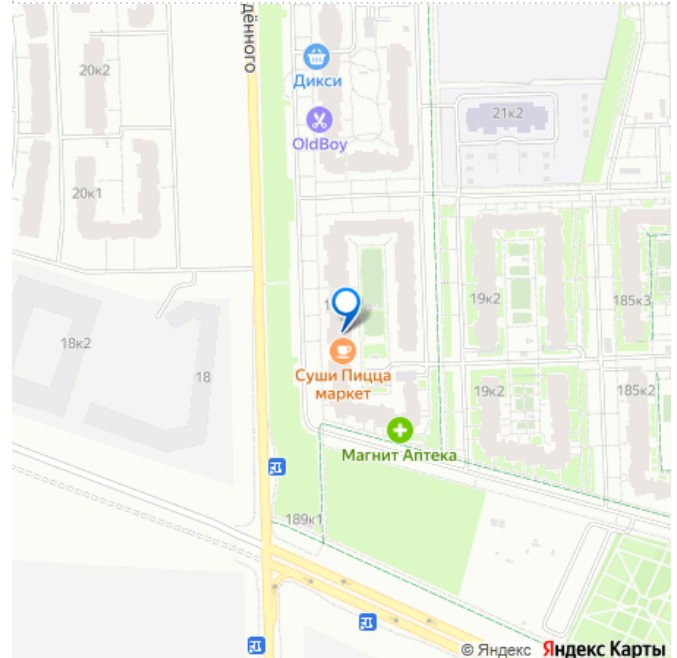 дённого
20к2
Дикси
21к2
OldBoy
20к1
19к2
185к3
18к2
Суши Пицца
маркет
18
19к2
185к2
Магнит Аптека
189к1
© Яндекс Яндекс Карты